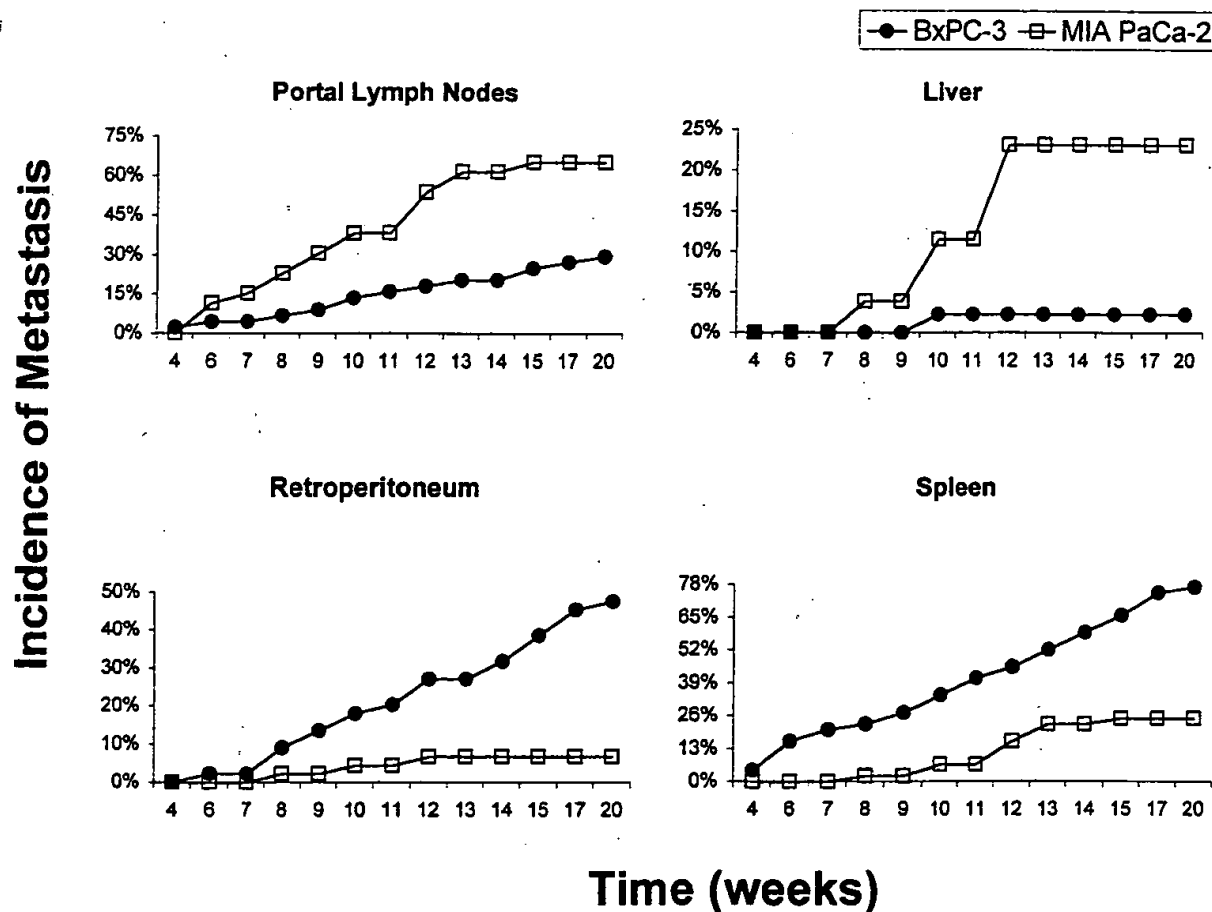 BxPC-3 MIA PaCa-2
Incidence of Metastasis
Portal Lymph Nodes
75%
60%
45%
30%
15%
0%
4 6 7 8 9 10 11 12 13 14 15 17 20
Liver
25%
20%
15%
10%
5%
0%
4 6 7 8 9 10 11 12 13 14 15 17 20
Retroperitoneum
50%
40%
30%
20%
10%
0%
4 6 7 8 9 10 11 12 13 14 15 17 20
Spleen
78%
65%
52%
39%
26%
13%
0%
4 6 7 8 9 10 11 12 13 14 15 17 20
Time (weeks)